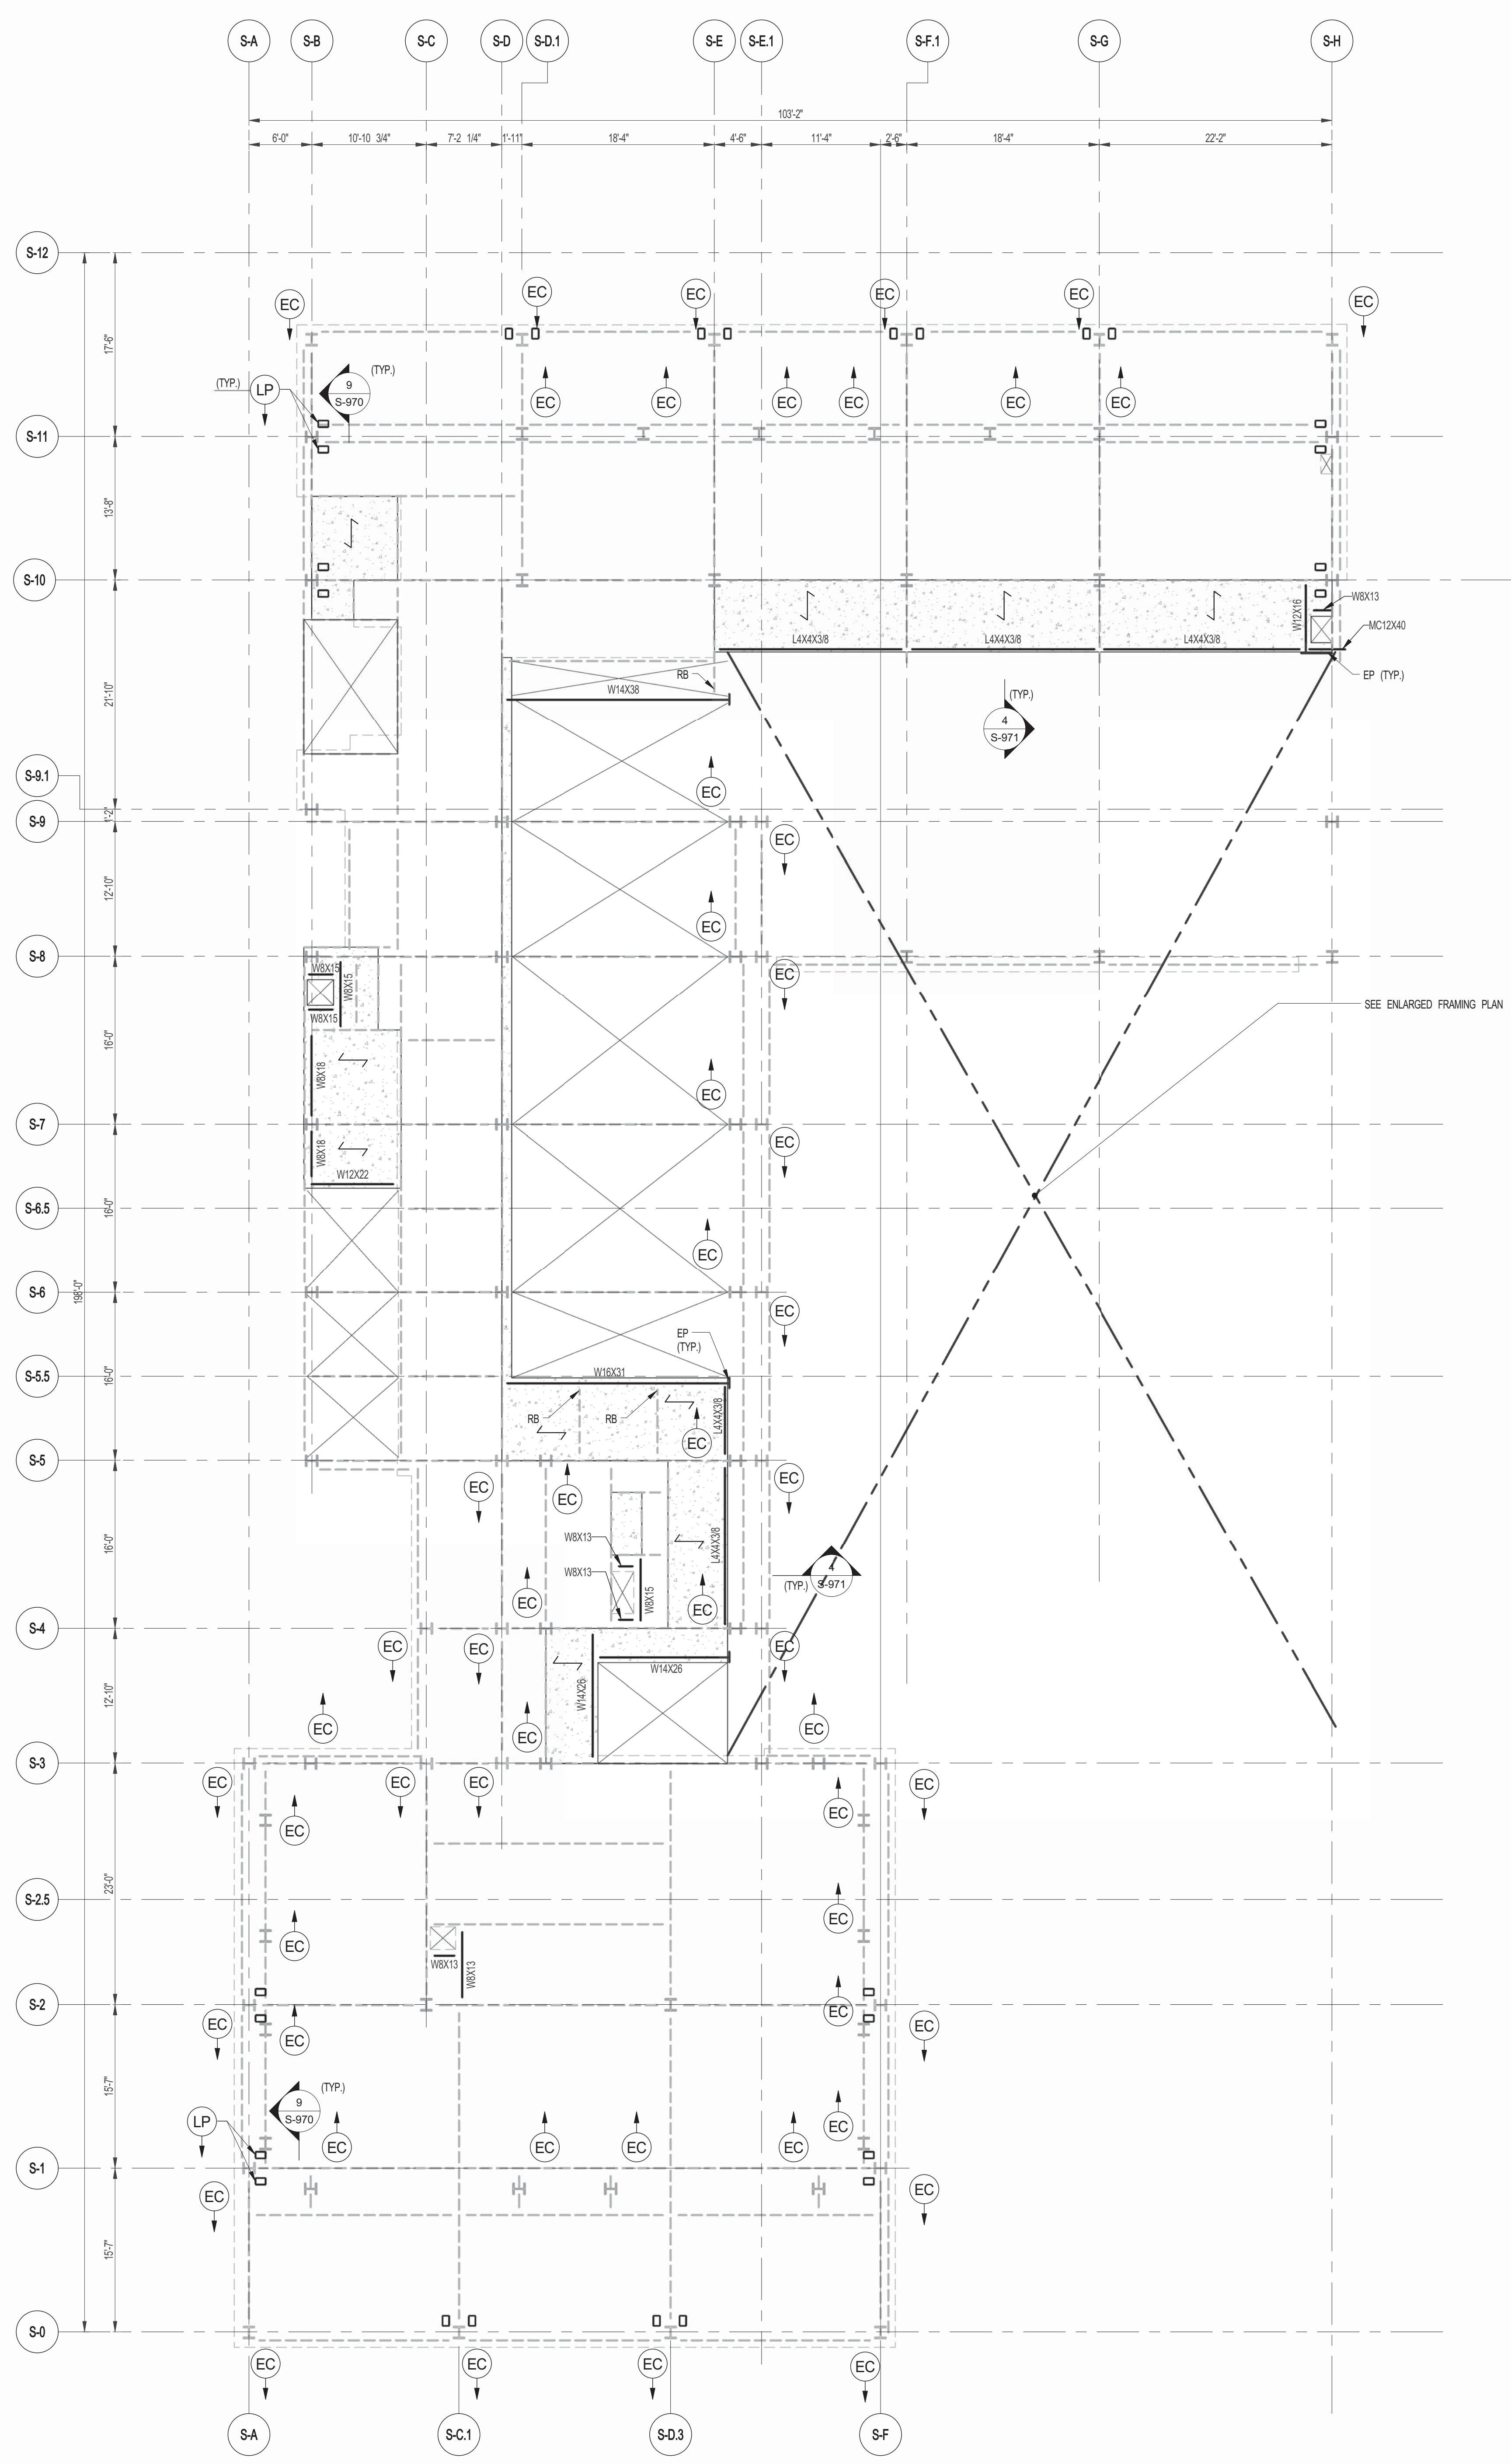 S-A
S-B
S-C
S-D
S-D.1
S-E
S-E.1
S-F.1
S-G
S-H
103'-2"
6'-0"
10'-10 3/4"
7'-2 1/4"
1'-11"
18'-4"
4'-6"
11'-4"
2'-6"
18'-4"
22'-2"
S-12
EC
EC
EC
EC
EC
EC
17'-6"
(TYP.)
LP
9
S-970
(TYP.)
EC
EC
EC
EC
EC
EC
S-11
13'-8"
S-10
W12X16
W8X13
MC12X40
L4X4X3/8
L4X4X3/8
L4X4X3/8
EP (TYP.)
RB
W14X38
21'-10"
(TYP.)
4
S-971
S-9.1
EC
1'-2"
S-9
EC
12'-10"
EC
S-8
EC
W8X15
W8X15
W8X15
SEE ENLARGED FRAMING PLAN
16'-0"
W8X18
EC
S-7
EC
W8X18
W12X22
S-6.5
16'-0"
EC
198'-0"
S-6
EC
EP
(TYP.)
S-5.5
16'-0"
W16X31
RB
RB
L4X4X3/8
EC
S-5
EC
EC
EC
16'-0"
W8X13
W8X13
W8X15
L4X4X3/8
(TYP.)
4
S-971
EC
EC
S-4
EC
EC
EC
W14X26
W14X26
12'-10"
EC
EC
EC
S-3
EC
EC
EC
EC
EC
EC
23'-0"
S-2.5
EC
EC
W8X13
W8X13
S-2
EC
EC
EC
EC
15'-7"
9
S-970
(TYP.)
LP
EC
EC
EC
EC
EC
S-1
EC
EC
15'-7"
S-0
EC
EC
EC
EC
S-A
S-C.1
S-D.3
S-F